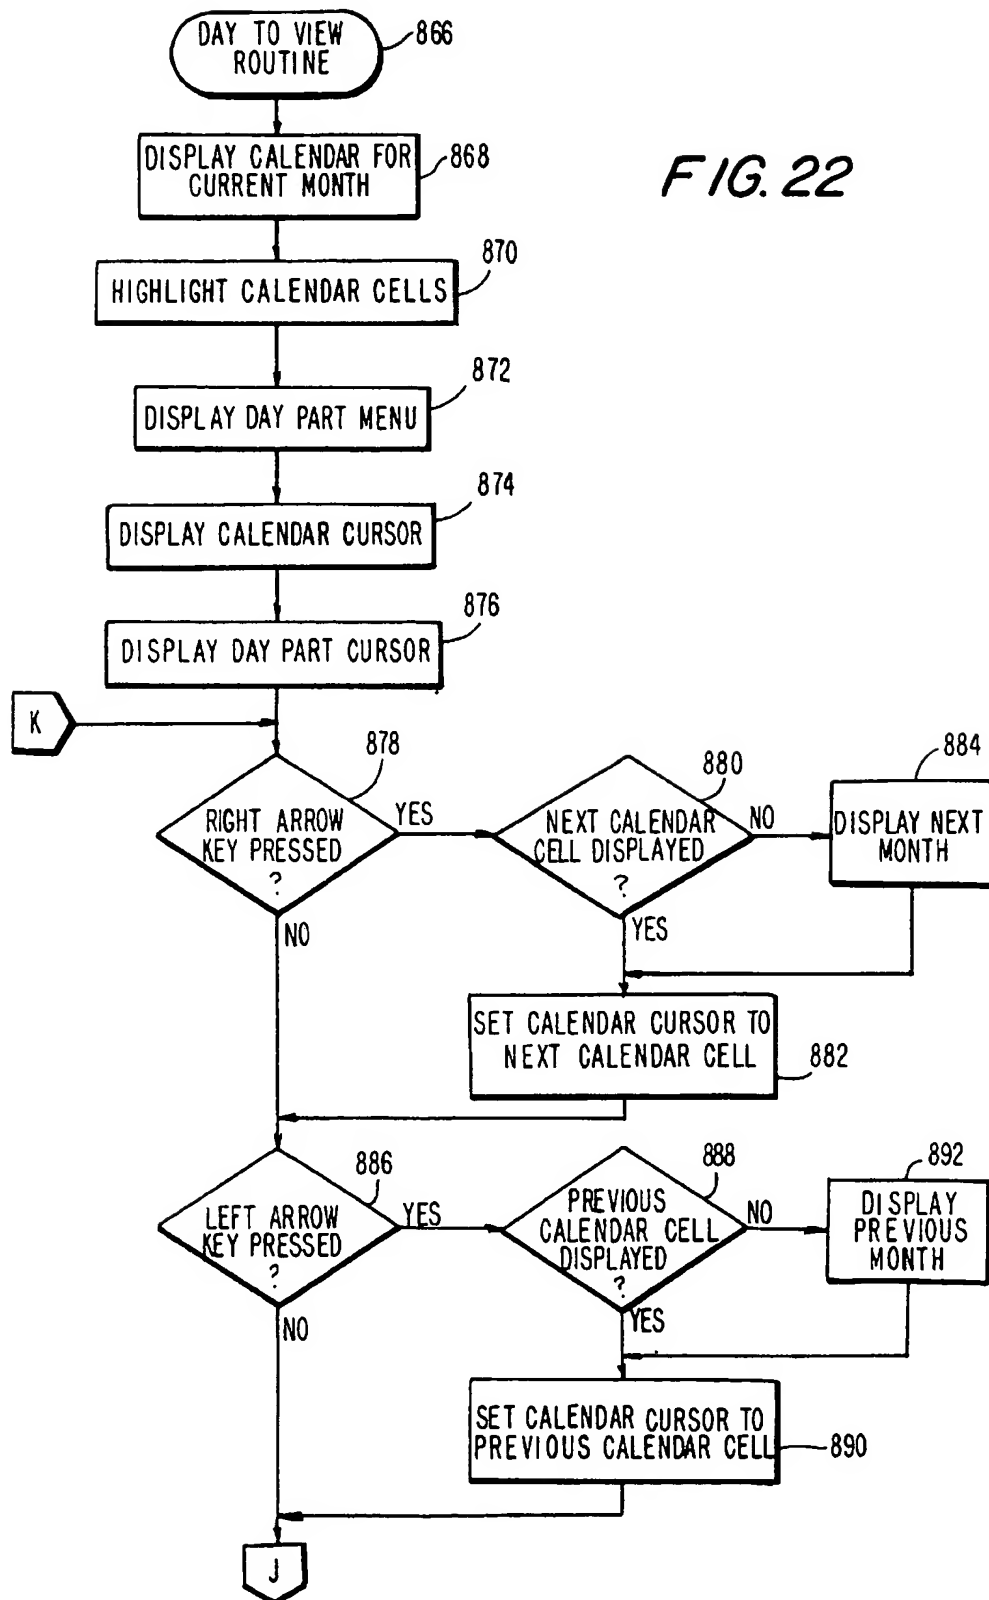 DAY TO VIEW
ROUTINE
866
DISPLAY CALENDAR FOR
CURRENT MONTH
868
FIG. 22
HIGHLIGHT CALENDAR CELLS
870
DISPLAY DAY PART MENU
872
DISPLAY CALENDAR CURSOR
874
DISPLAY DAY PART CURSOR
876
K
RIGHT ARROW
KEY PRESSED
?
878
YES
NO
NEXT CALENDAR
CELL DISPLAYED
?
880
NO
YES
DISPLAY NEXT
MONTH
884
SET CALENDAR CURSOR TO
NEXT CALENDAR CELL
882
LEFT ARROW
KEY PRESSED
?
886
YES
NO
PREVIOUS
CALENDAR CELL
DISPLAYED
?
888
NO
YES
DISPLAY
PREVIOUS
MONTH
892
SET CALENDAR CURSOR TO
PREVIOUS CALENDAR CELL
890
J